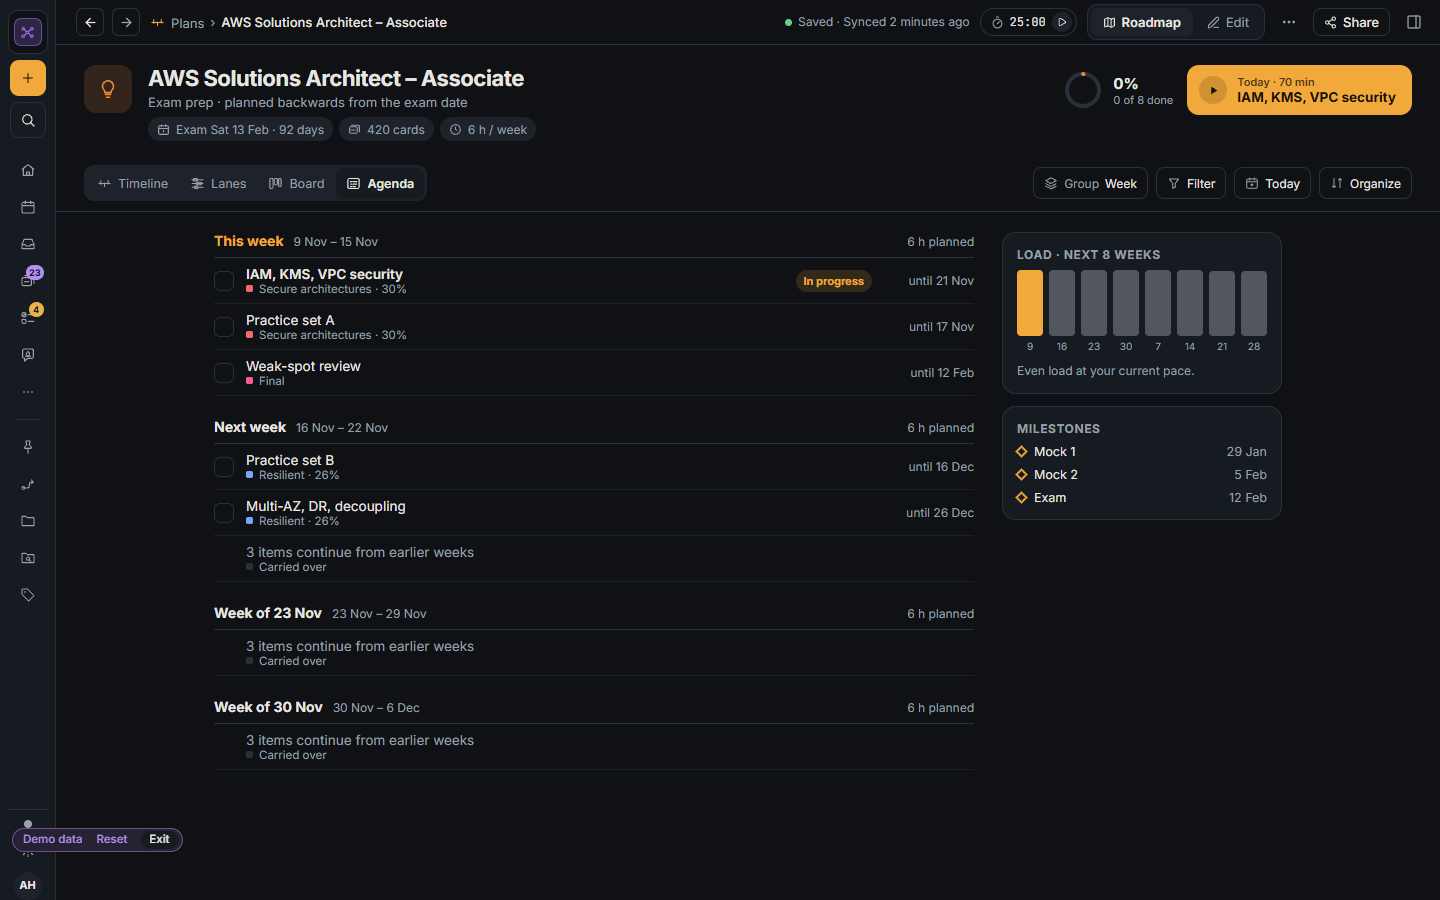 Plans › AWS Solutions Architect – Associate
Saved · Synced 2 minutes ago
25:00
Roadmap
Edit
Share
AWS Solutions Architect – Associate
Exam prep · planned backwards from the exam date
Exam Sat 13 Feb · 92 days
420 cards
6 h / week
0%
0 of 8 done
Today · 70 min
IAM, KMS, VPC security
23
4
Timeline
Lanes
Board
Agenda
Group Week
Filter
Today
Organize
This week 9 Nov – 15 Nov 6 h planned
IAM, KMS, VPC security
Secure architectures · 30%
In progress
until 21 Nov
Practice set A
Secure architectures · 30%
until 17 Nov
Weak-spot review
Final
until 12 Feb
Next week 16 Nov – 22 Nov 6 h planned
Practice set B
Resilient · 26%
until 16 Dec
Multi-AZ, DR, decoupling
Resilient · 26%
until 26 Dec
3 items continue from earlier weeks
Carried over
Week of 23 Nov 23 Nov – 29 Nov 6 h planned
3 items continue from earlier weeks
Carried over
Week of 30 Nov 30 Nov – 6 Dec 6 h planned
3 items continue from earlier weeks
Carried over
LOAD · NEXT 8 WEEKS
9 16 23 30 7 14 21 28
Even load at your current pace.
MILESTONES
Mock 1 29 Jan
Mock 2 5 Feb
Exam 12 Feb
Demo data Reset Exit
AH